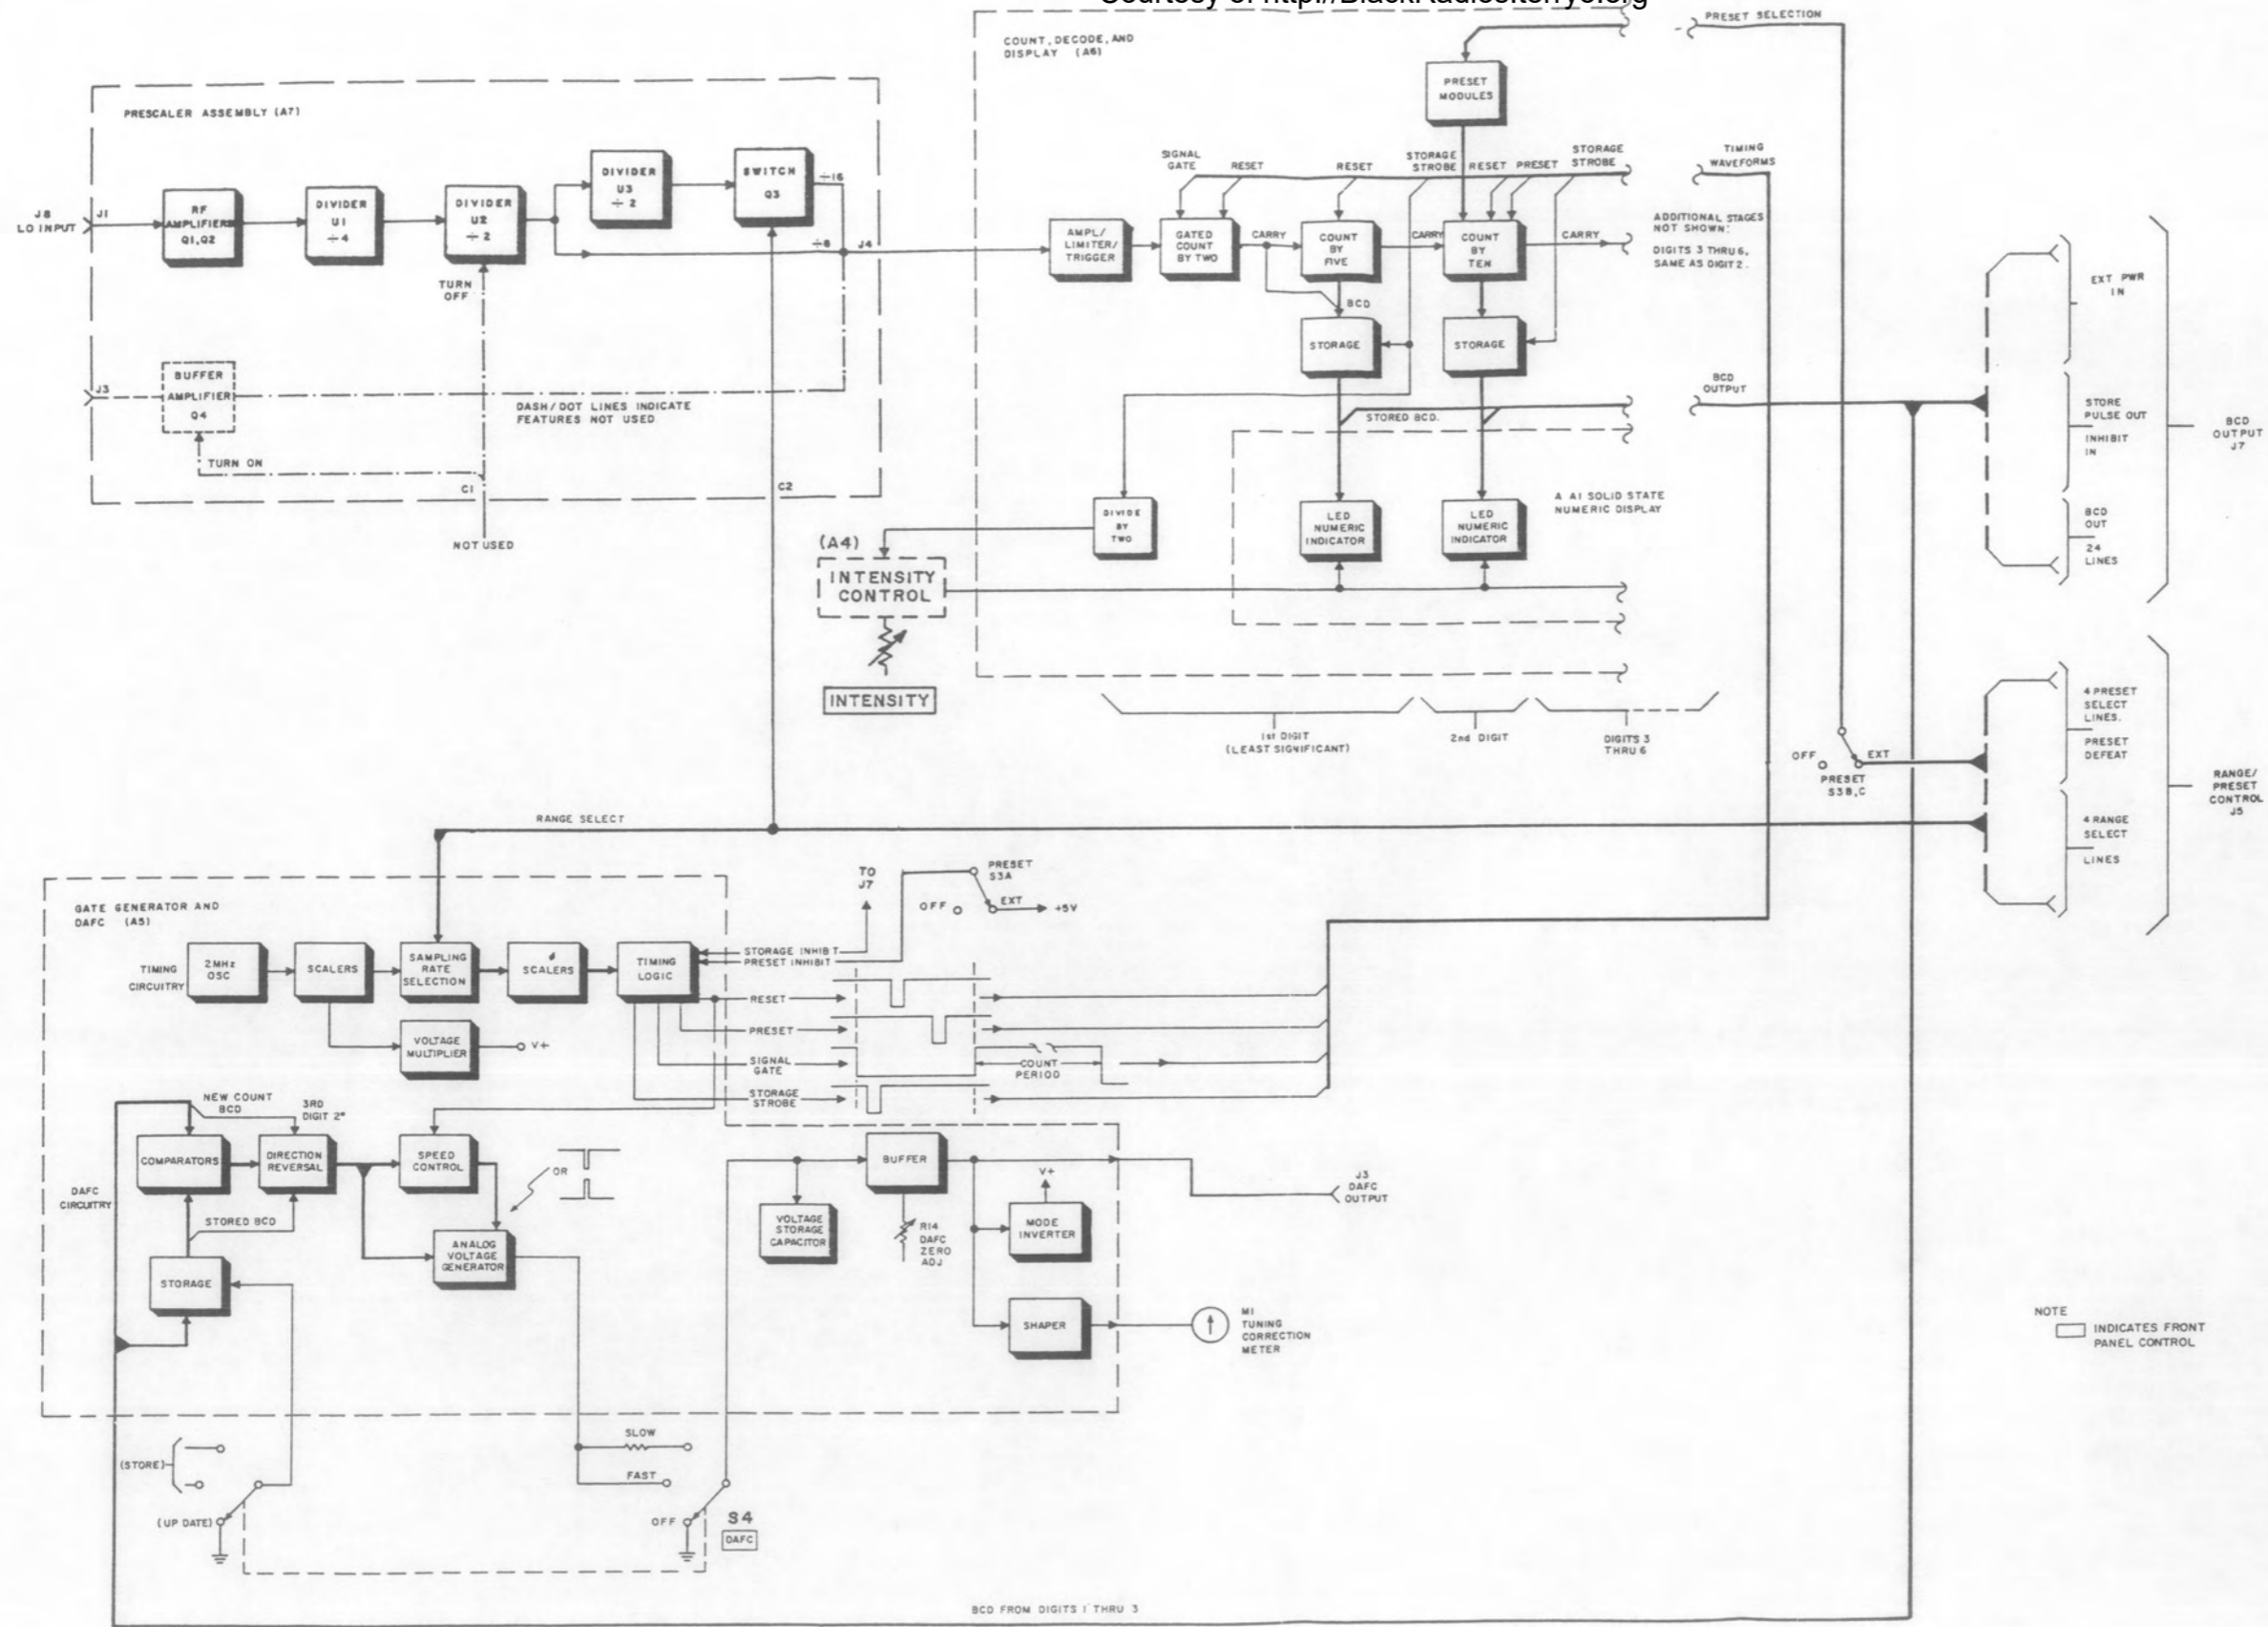 PRESET SELECTION
COUNT, DECODE, AND
DISPLAY (A6)
PRESET
MODULES
PRESCALER ASSEMBLY (A7)
SIGNAL
GATE
RESET
RESET
STORAGE
STROBE
RESET
PRESET
STORAGE
STROBE
TIMING
WAVEFORMS
J8
LO INPUT
J1
RF
AMPLIFIERS
Q1, Q2
DIVIDER
U1
÷ 4
DIVIDER
U2
÷ 2
DIVIDER
U3
÷ 2
SWITCH
Q3
÷16
÷8
J4
AMPL/
LIMITER/
TRIGGER
GATED
COUNT
BY TWO
CARRY
COUNT
BY
FIVE
CARRY
COUNT
BY
TEN
CARRY
ADDITIONAL STAGES
NOT SHOWN:
DIGITS 3 THRU 6,
SAME AS DIGIT 2.
TURN
OFF
BCD
STORAGE
STORAGE
EXT PWR
IN
STORE
PULSE OUT
INHIBIT
IN
BCD
OUT
24
LINES
BCD
OUTPUT
J7
J3
BUFFER
AMPLIFIER
Q4
DASH/DOT LINES INDICATE
FEATURES NOT USED
TURN ON
C1
C2
NOT USED
BCD
OUTPUT
STORED BCD.
DIVIDE
BY
TWO
LED
NUMERIC
INDICATOR
LED
NUMERIC
INDICATOR
A A1 SOLID STATE
NUMERIC DISPLAY
(A4)
INTENSITY
CONTROL
INTENSITY
1st DIGIT
(LEAST SIGNIFICANT)
2nd DIGIT
DIGITS 3
THRU 6
OFF
EXT
PRESET
S3B,C
4 PRESET
SELECT
LINES.
PRESET
DEFEAT
4 RANGE
SELECT
LINES
RANGE/
PRESET
CONTROL
J5
RANGE SELECT
GATE GENERATOR AND
DAFC (A5)
TO
J7
PRESET
S3A
OFF
EXT
+5V
TIMING
CIRCUITRY
2MHz
OSC
SCALERS
SAMPLING
RATE
SELECTION
SCALERS
TIMING
LOGIC
STORAGE INHIBIT
PRESET INHIBIT
RESET
PRESET
SIGNAL
GATE
STORAGE
STROBE
COUNT
PERIOD
VOLTAGE
MULTIPLIER
V+
NEW COUNT
BCD
3RD
DIGIT 2°
COMPARATORS
DIRECTION
REVERSAL
SPEED
CONTROL
OR
DAFC
CIRCUITRY
STORED BCD
STORAGE
ANALOG
VOLTAGE
GENERATOR
BUFFER
VOLTAGE
STORAGE
CAPACITOR
R14
DAFC
ZERO
ADJ
V+
MODE
INVERTER
J3
DAFC
OUTPUT
SHAPER
M1
TUNING
CORRECTION
METER
NOTE
INDICATES FRONT
PANEL CONTROL
(STORE)
(UP DATE)
SLOW
FAST
OFF
S4
DAFC
BCD FROM DIGITS 1 THRU 3